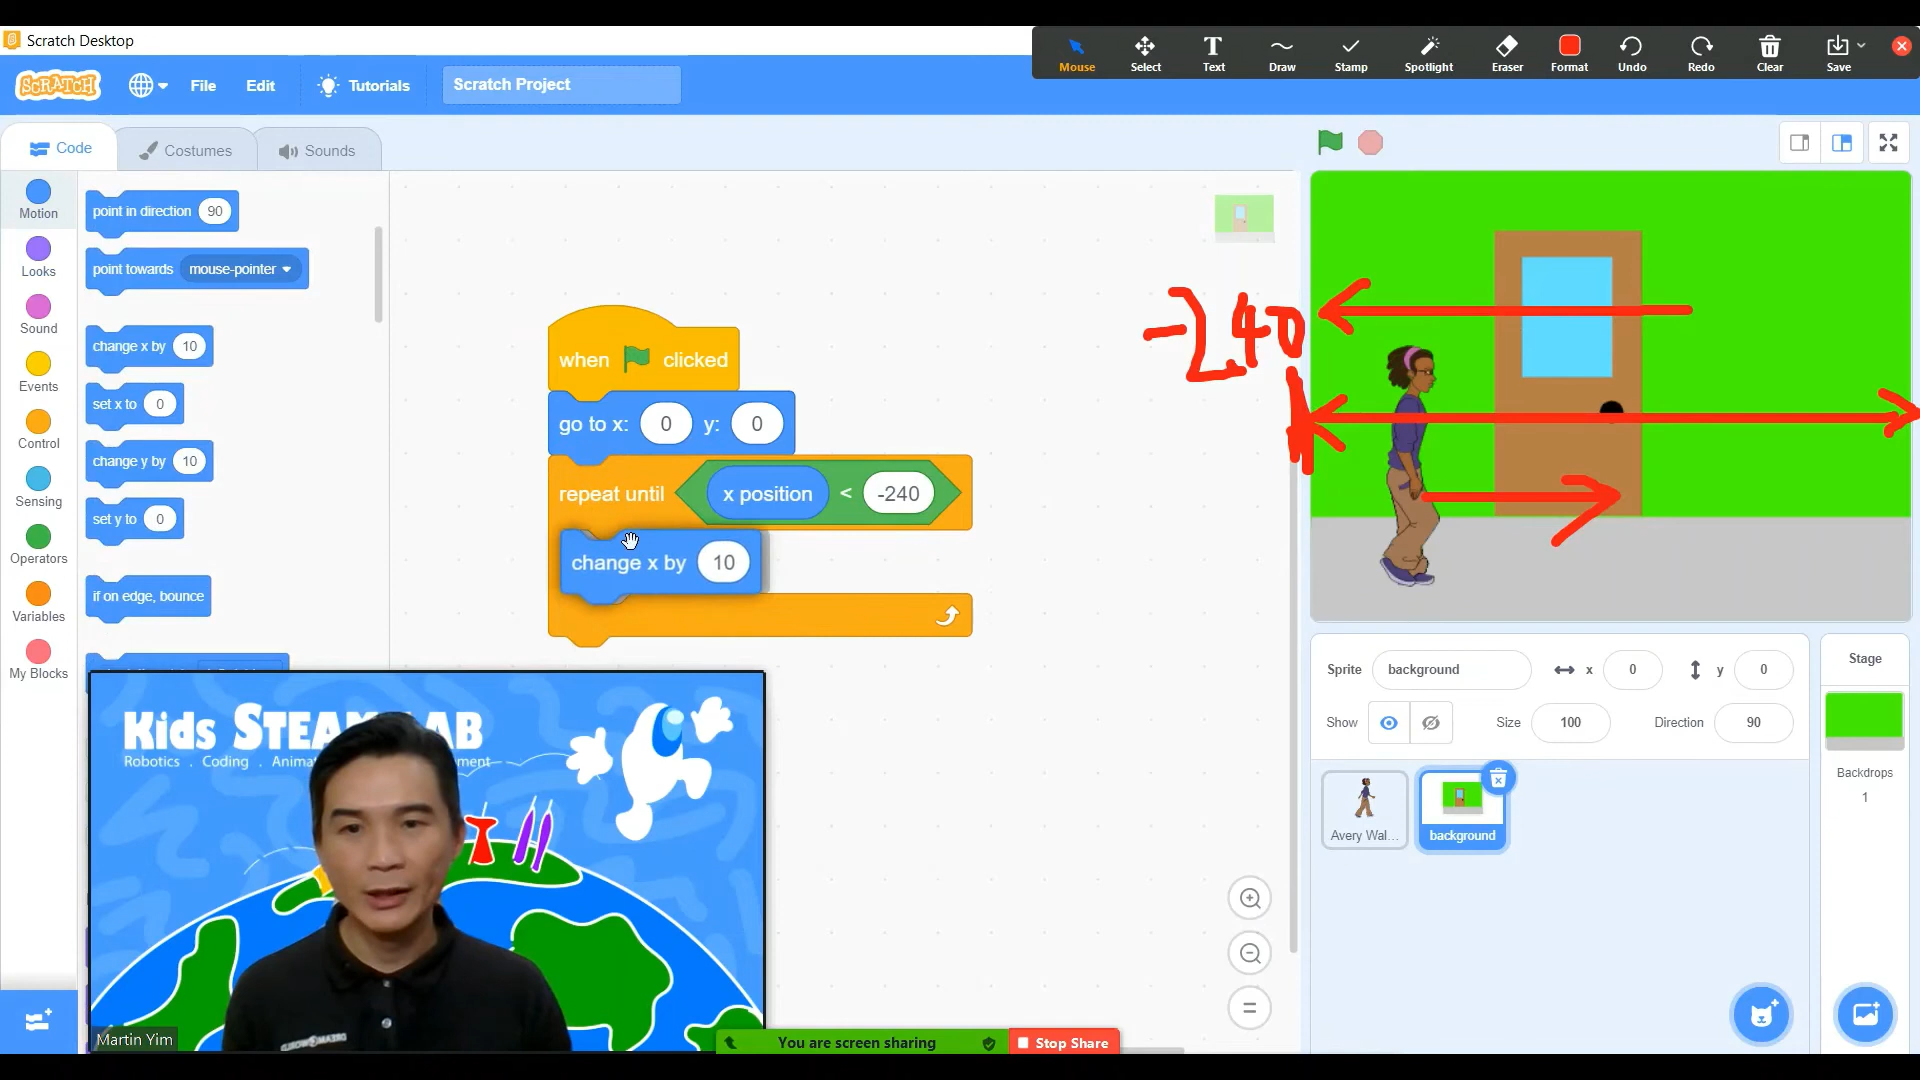 Scratch Desktop
Mouse Select Text Draw Stamp Spotlight Eraser Format Undo Redo Clear Save
SCRATCH File Edit Tutorials Scratch Project
Code Costumes Sounds
Motion
Looks
Sound
Events
Control
Sensing
Operators
Variables
My Blocks
point in direction 90
point towards mouse-pointer
change x by 10
set x to 0
change y by 10
set y to 0
if on edge, bounce
when clicked
go to x: 0 y: 0
repeat until x position < -240
change x by 10
-240
Sprite background x 0 y 0
Show Size 100 Direction 90
Avery Wal...
background
Stage
Backdrops
1
Kids STEAM LAB
Robotics . Coding . Anima
ment
Martin Yim
You are screen sharing Stop Share